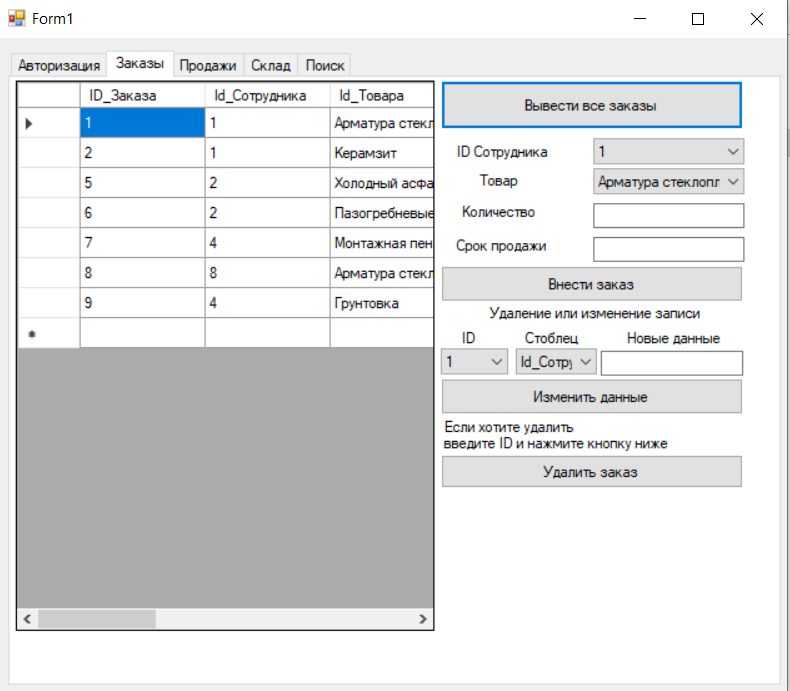 Form1
Авторизация Заказы Продажи Склад Поиск
ID_Заказа Id_Сотрудника Id_Товара
1 1 Арматура стекл
2 1 Керамзит
5 2 Холодный асфа
6 2 Пазогребневые
7 4 Монтажная пен
8 8 Арматура стекл
9 4 Грунтовка
Вывести все заказы
ID Сотрудника 1
Товар Арматура стеклопл
Количество
Срок продажи
Внести заказ
Удаление или изменение записи
ID Стоблец Новые данные
1 Id_Сотру
Изменить данные
Если хотите удалить
введите ID и нажмите кнопку ниже
Удалить заказ